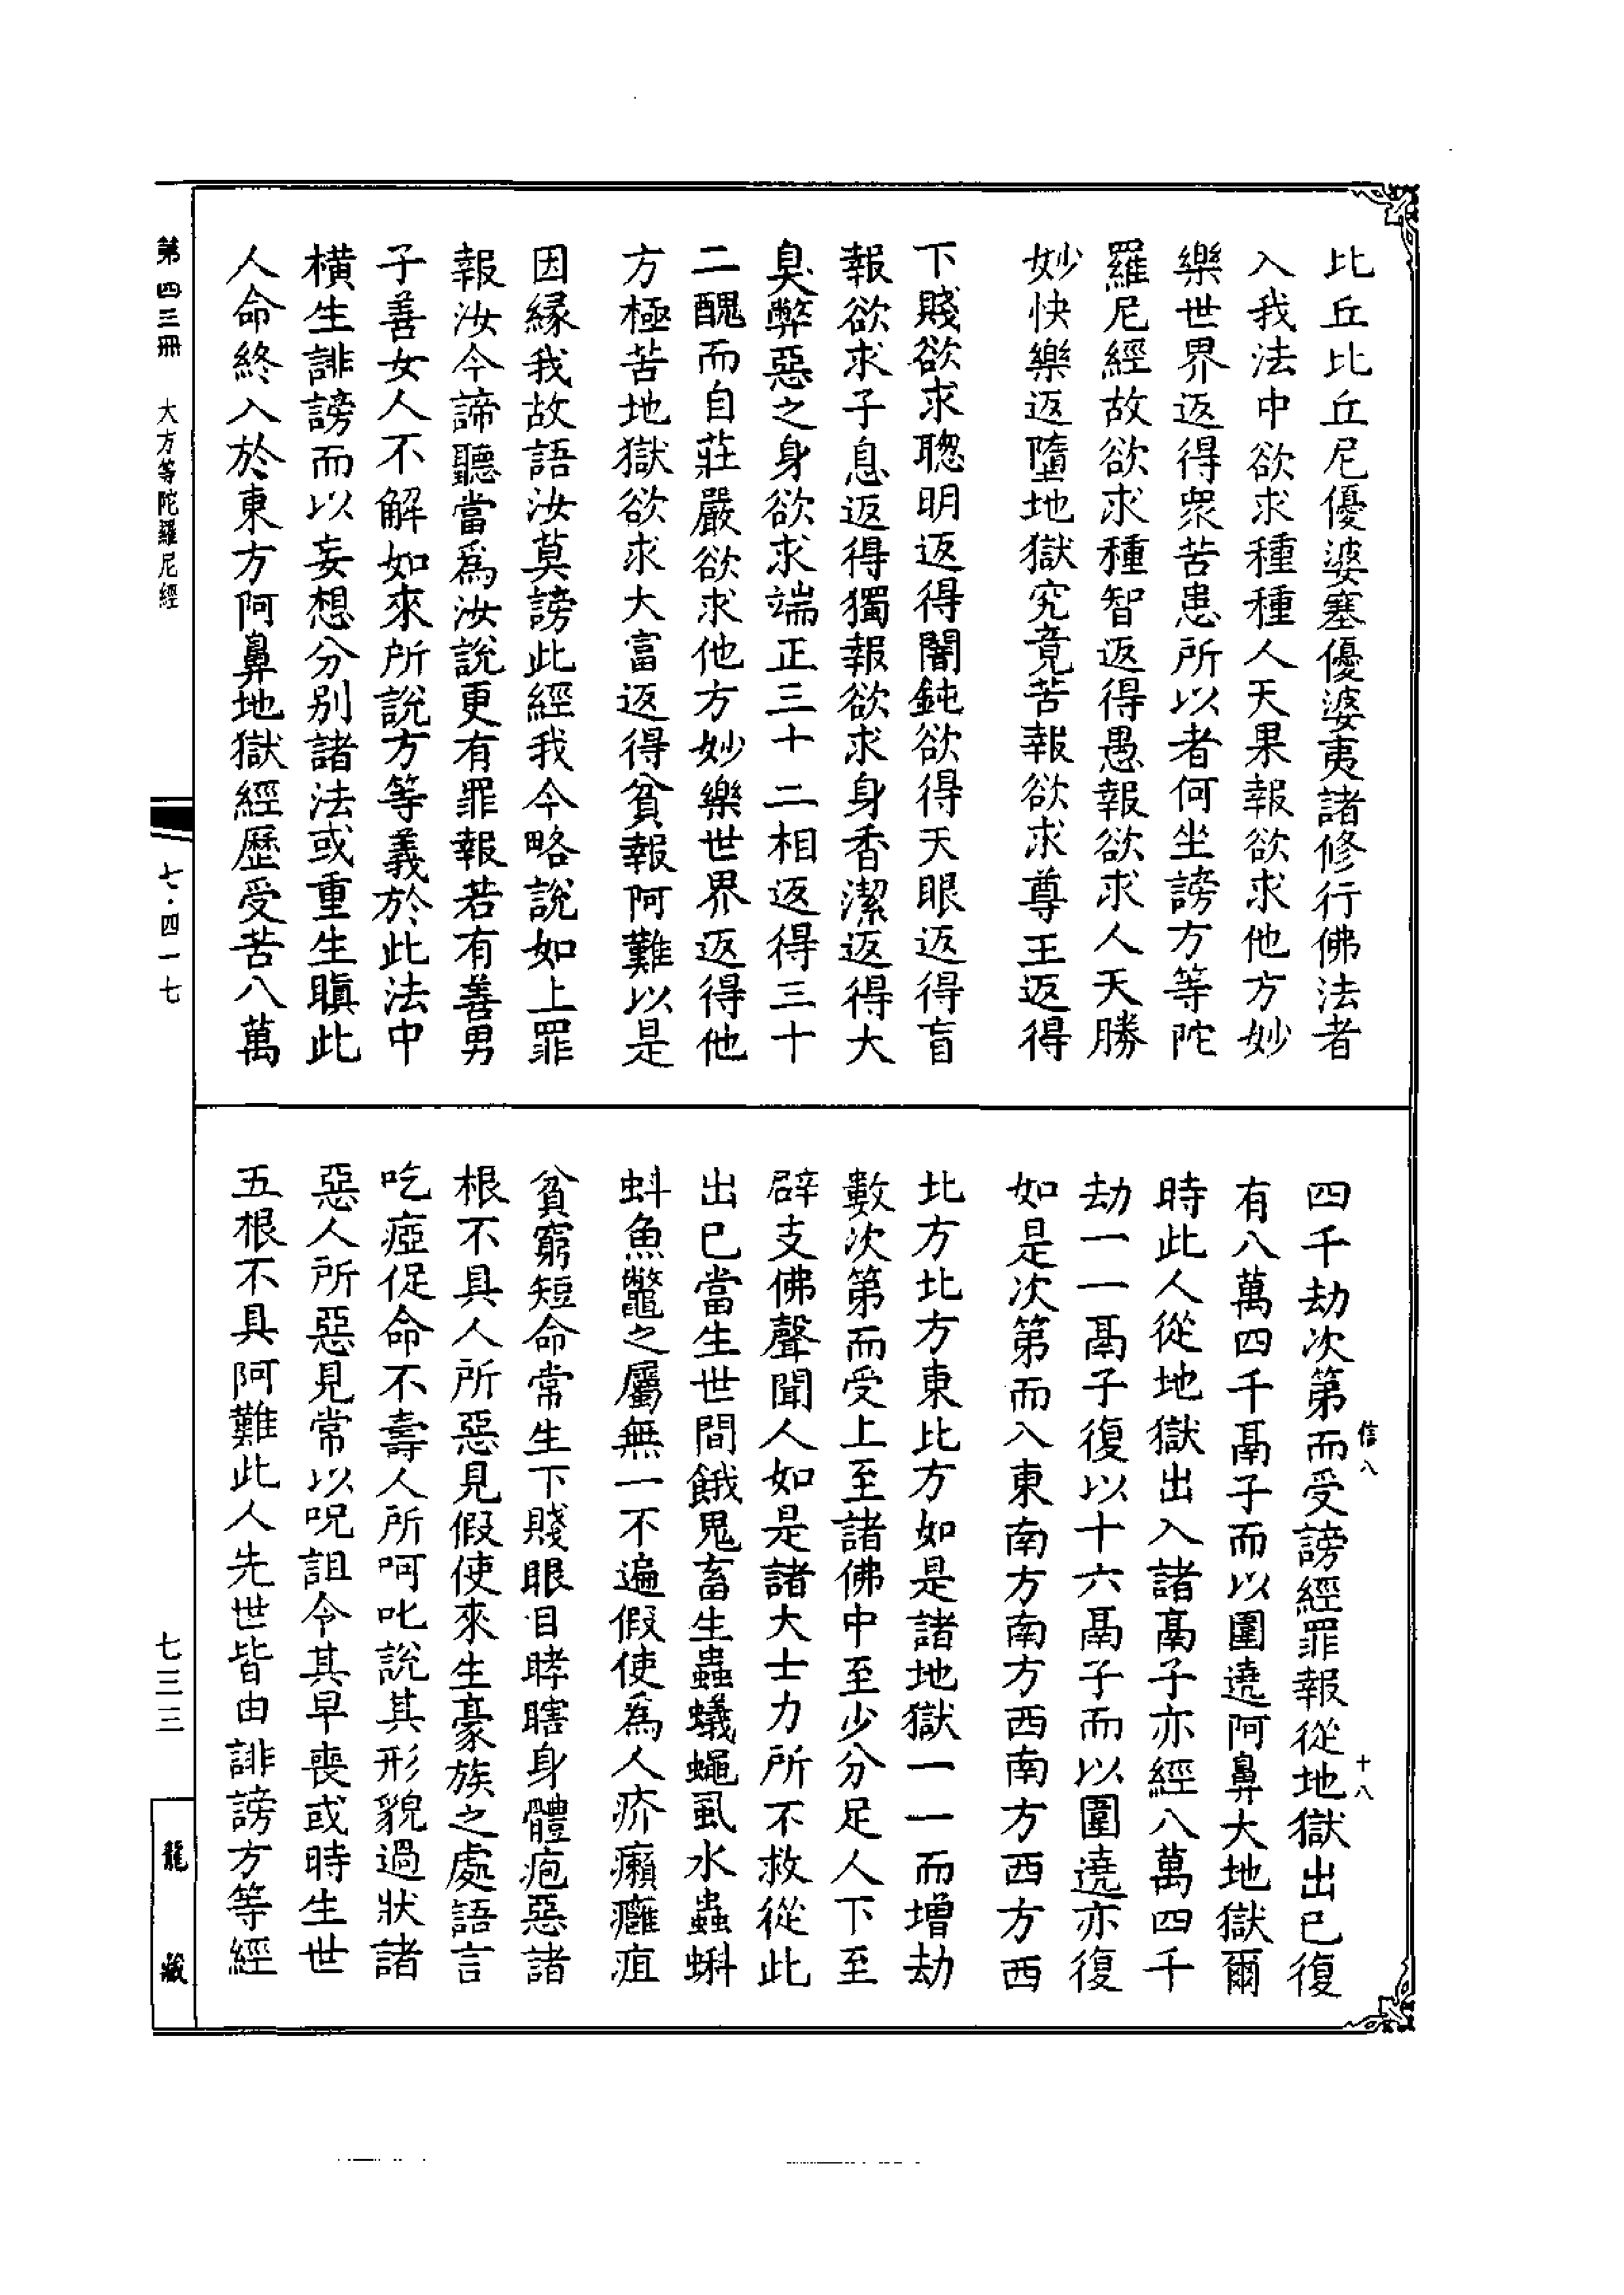 比丘比丘尼優婆塞優婆夷諸修行佛法者
入我法中欲求種種人天果報欲求他方妙
樂世界返得眾苦患所以者何坐謗方等陀
羅尼經故欲求種智返得愚報欲求人天勝
妙快樂返墮地獄究竟苦報欲求尊王返得
下賤欲求聰明返得闇鈍欲得天眼返得盲
報欲求子息返得獨報欲求身香潔返得大
臭弊惡之身欲求端正三十二相返得三十
二醜而自莊嚴欲求他方妙樂世界返得他
方極苦地獄欲求大富返得貧報阿難以是
因緣我故語汝莫謗此經我今略說如上罪
報汝今諦聽當為汝說更有罪報若有善男
子善女人不解如來所說方等義於此法中
橫生誹謗而以妄想分別諸法或重生瞋此
人命終入於東方阿鼻地獄經歷受苦八萬
四千劫次第而受謗經罪報從地獄出已復
有八萬四千鬲子而以圍遶阿鼻大地獄爾
時此人從地獄出入諸鬲子亦經八萬四千
劫一一鬲子復以十六鬲子而以圍遶亦復
如是次第而入東南方南方西南方西方西
北方北方東北方如是諸地獄一一而增劫
數次第而受上至諸佛中至少分足人下至
辟支佛聲聞人如是諸大士力所不救從此
出已當生世間餓鬼畜生蟲蟻蠅虱水蟲蝌
蚪魚鼈之屬無一不遍假使為人疥癩癰疽
貧窮短命常生下賤眼目眵瞎身體疱惡諸
根不具人所惡見假使來生豪族之處語言
吃瘂促命不壽人所呵叱說其形貌過狀諸
惡人所惡見常以呪詛令其早喪或時生世
五根不具阿難此人先世皆由誹謗方等經
信八
十八
第四三冊 大方等陀羅尼經
七·四一七
七三三
龍藏